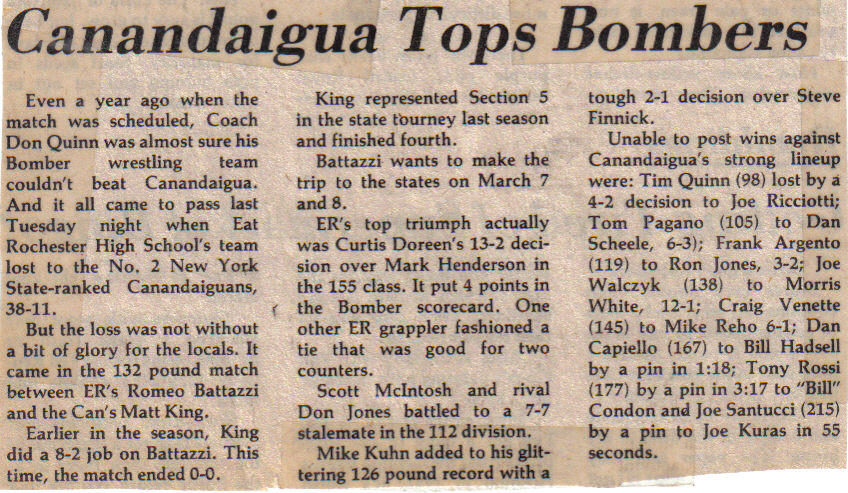 Canandaigua Tops Bombers
Even a year ago when the
match was scheduled, Coach
Don Quinn was almost sure his
Bomber wrestling team
couldn't beat Canandaigua.
And it all came to pass last
Tuesday night when Eat
Rochester High School's team
lost to the No. 2 New York
State-ranked Canandaiguans,
38-11.
But the loss was not without
a bit of glory for the locals. It
came in the 132 pound match
between ER's Romeo Battazzi
and the Can's Matt King.
Earlier in the season, King
did a 8-2 job on Battazzi. This
time, the match ended 0-0.
King represented Section 5
in the state tourney last season
and finished fourth.
Battazzi wants to make the
trip to the states on March 7
and 8.
ER's top triumph actually
was Curtis Doreen's 13-2 deci-
sion over Mark Henderson in
the 155 class. It put 4 points in
the Bomber scorecard. One
other ER grappler fashioned a
tie that was good for two
counters.
Scott McIntosh and rival
Don Jones battled to a 7-7
stalemate in the 112 division.
Mike Kuhn added to his glit-
tering 126 pound record with a
tough 2-1 decision over Steve
Finnick.
Unable to post wins against
Canandaigua's strong lineup
were: Tim Quinn (98) lost by a
4-2 decision to Joe Ricciotti;
Tom Pagano (105) to Dan
Scheele, 6-3); Frank Argento
(119) to Ron Jones, 3-2; Joe
Walczyk (138) to Morris
White, 12-1; Craig Venette
(145) to Mike Reho 6-1; Dan
Capiello (167) to Bill Hadsell
by a pin in 1:18; Tony Rossi
(177) by a pin in 3:17 to "Bill"
Condon and Joe Santucci (215)
by a pin to Joe Kuras in 55
seconds.